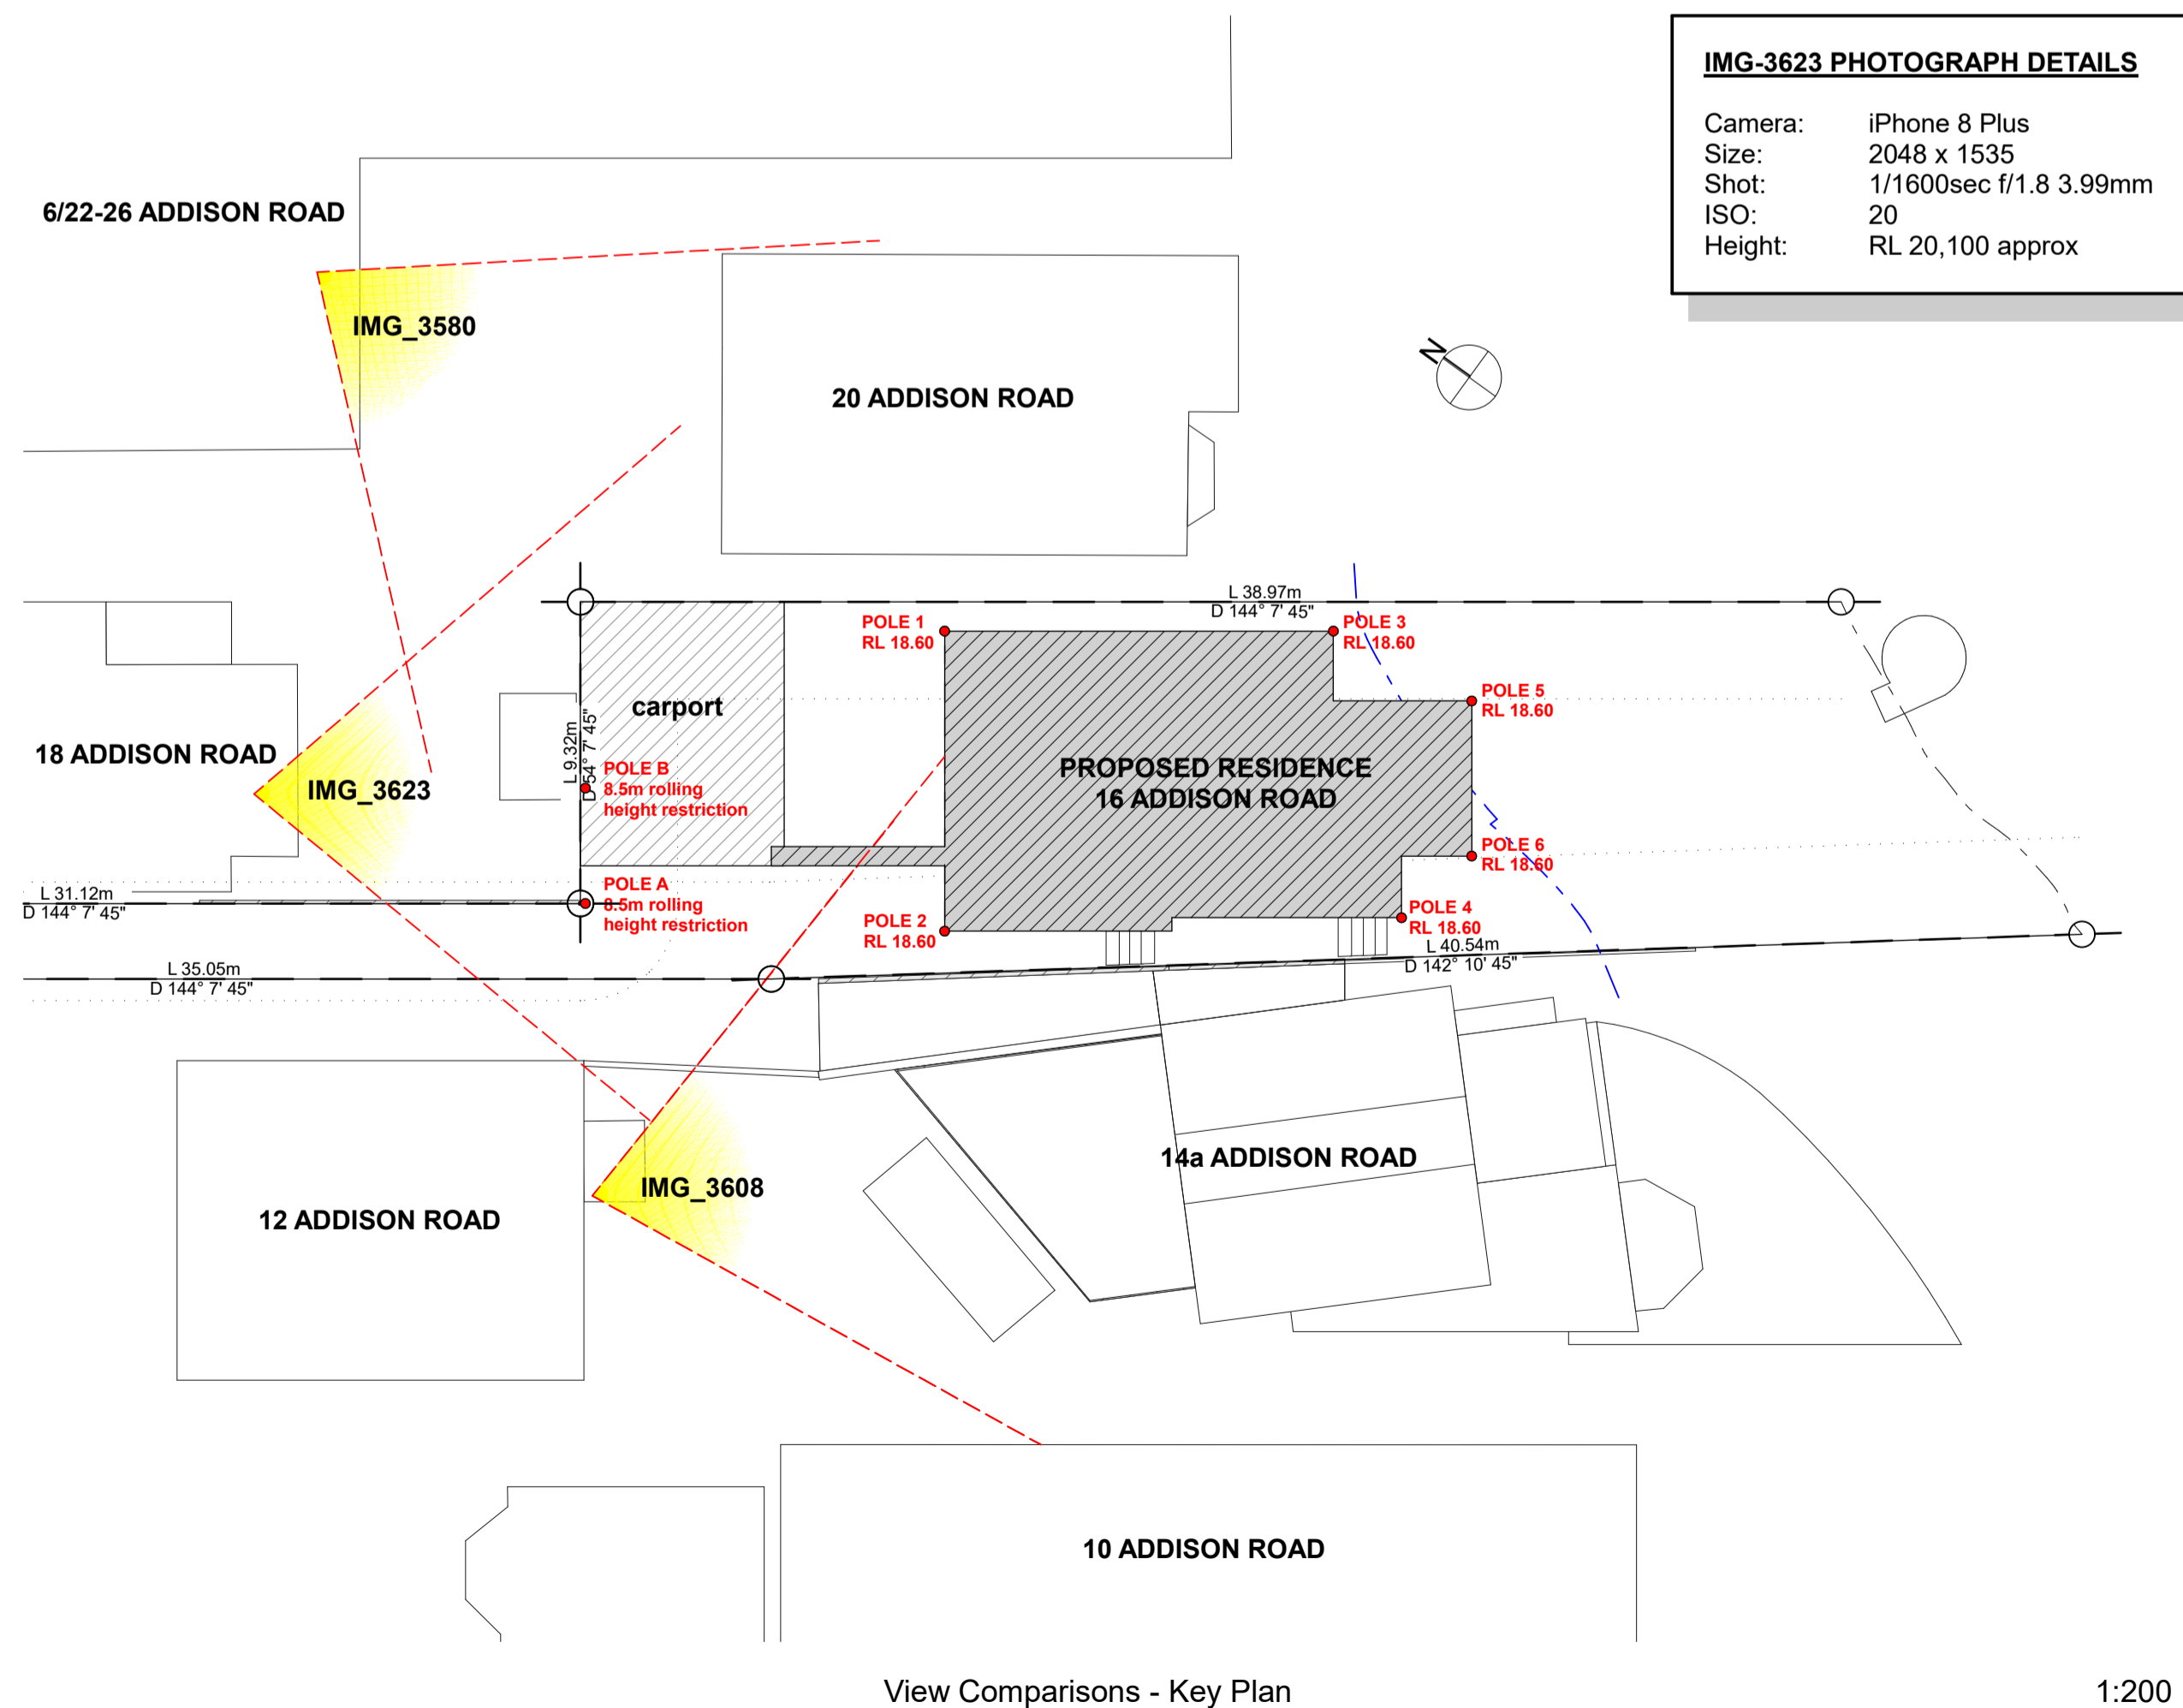 IMG-3623 PHOTOGRAPH DETAILS
Camera: iPhone 8 Plus
Size: 2048 x 1535
Shot: 1/1600sec f/1.8 3.99mm
ISO: 20
Height: RL 20,100 approx
6/22-26 ADDISON ROAD
IMG_3580
N
20 ADDISON ROAD
L 38.97m
D 144° 7' 45"
POLE 1
RL 18.60
POLE 3
RL 18.60
carport
POLE 5
RL 18.60
18 ADDISON ROAD
IMG_3623
L 9.32m
D 54° 7' 45"
POLE B
8.5m rolling
height restriction
PROPOSED RESIDENCE
16 ADDISON ROAD
POLE 6
RL 18.60
L 31.12m
D 144° 7' 45"
POLE A
8.5m rolling
height restriction
POLE 2
RL 18.60
POLE 4
RL 18.60
L 40.54m
D 142° 10' 45"
L 35.05m
D 144° 7' 45"
14a ADDISON ROAD
IMG_3608
12 ADDISON ROAD
10 ADDISON ROAD
View Comparisons - Key Plan
1:200